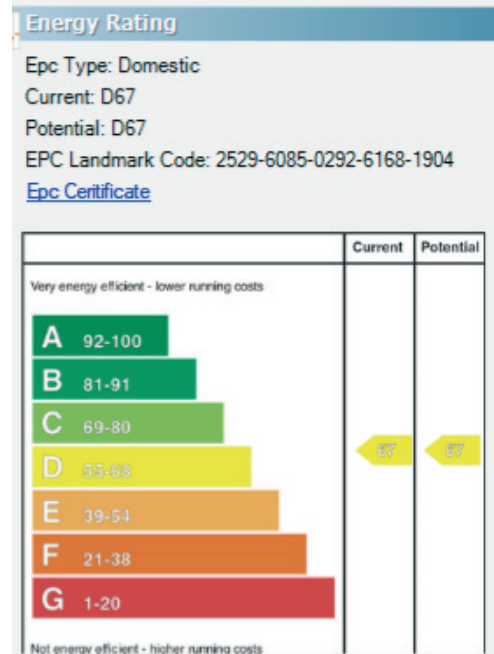 Energy Rating
Epc Type: Domestic
Current: D67
Potential: D67
EPC Landmark Code: 2529-6085-0292-6168-1904
Epc Ceritificate
Current Potential
Very energy efficient - lower running costs
A 92-100
B 81-91
C 69-80
D 55-68
67 67
E 39-54
F 21-38
G 1-20
Not energy efficient - higher running costs